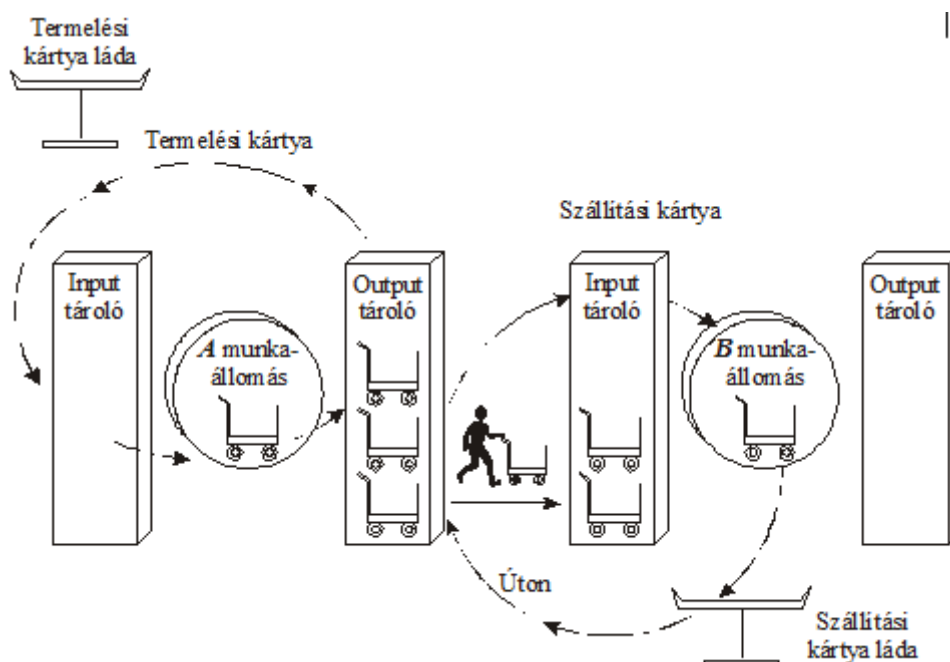 Termelési
kártya láda
Termelési kártya
Szállítási kártya
Input
tároló
A munka-
állomás
Output
tároló
Input
tároló
B munka-
állomás
Output
tároló
Úton
Szállítási
kártya láda